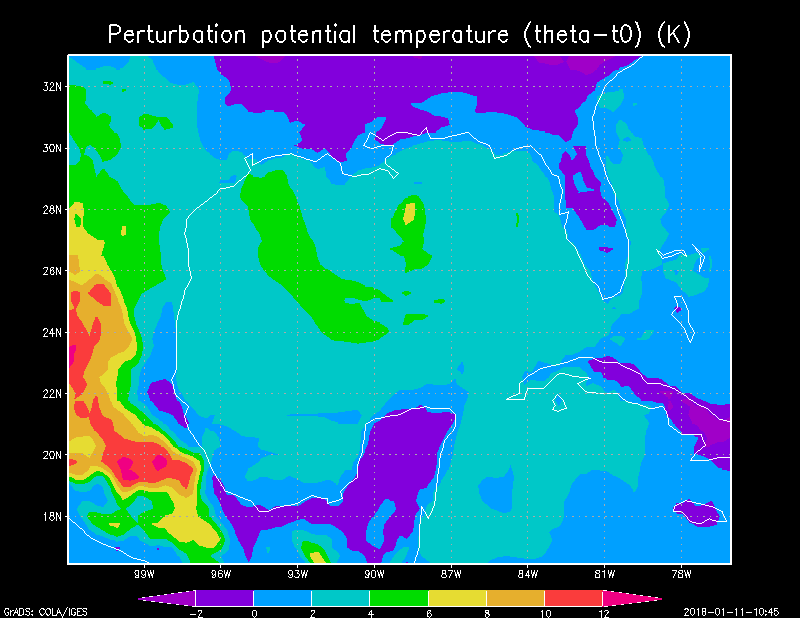 Perturbation potential temperature (theta−t0) (K)
32N
30N
28N
26N
24N
22N
20N
18N
99W 96W 93W 90W 87W 84W 81W 78W
−2 0 2 4 6 8 10 12
GrADS: COLA/IGES 2018−01−11−10:45